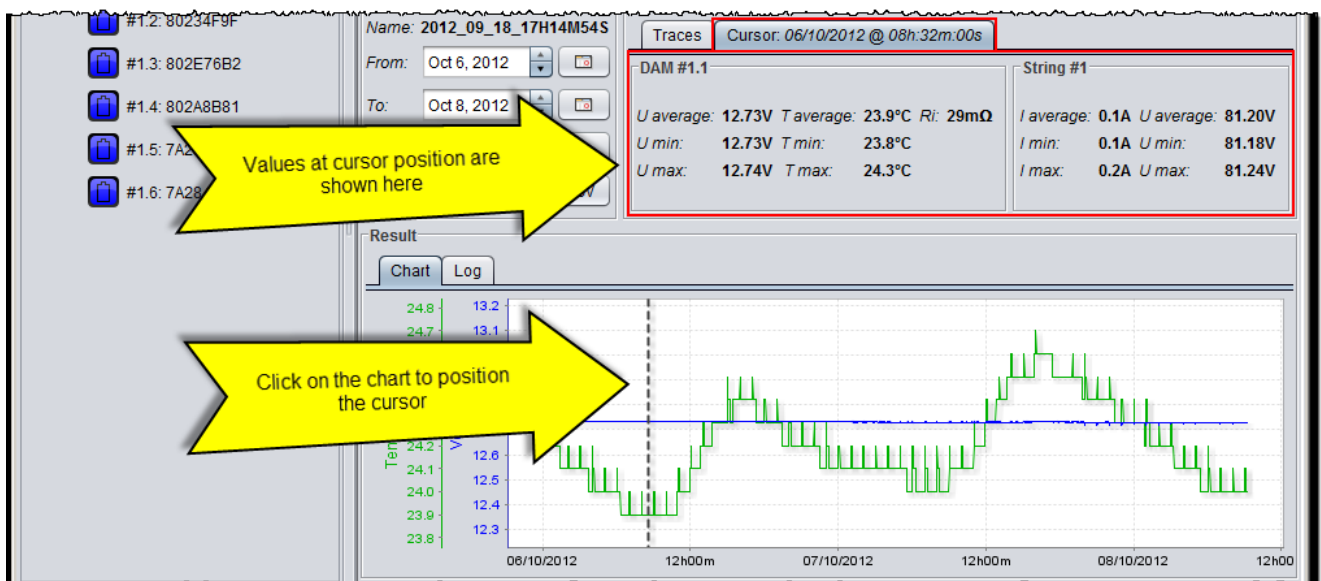 #1.2: 80234F9F
#1.3: 802E76B2
#1.4: 802A8B81
#1.5: 7A2
#1.6: 7A28
Name: 2012_09_18_17H14M54S
From: Oct 6, 2012
To: Oct 8, 2012
Traces Cursor: 06/10/2012 @ 08h:32m:00s
DAM #1.1
U average: 12.73V T average: 23.9°C Ri: 29mΩ
U min: 12.73V T min: 23.8°C
U max: 12.74V T max: 24.3°C
String #1
I average: 0.1A U average: 81.20V
I min: 0.1A U min: 81.18V
I max: 0.2A U max: 81.24V
Values at cursor position are
shown here
Result
Chart Log
24.8 13.2
24.7 13.1
Click on the chart to position
the cursor
Tem V
24.2
12.6
24.1
12.5
24.0
12.4
23.9
12.3
23.8
06/10/2012 12h00m 07/10/2012 12h00m 08/10/2012 12h00